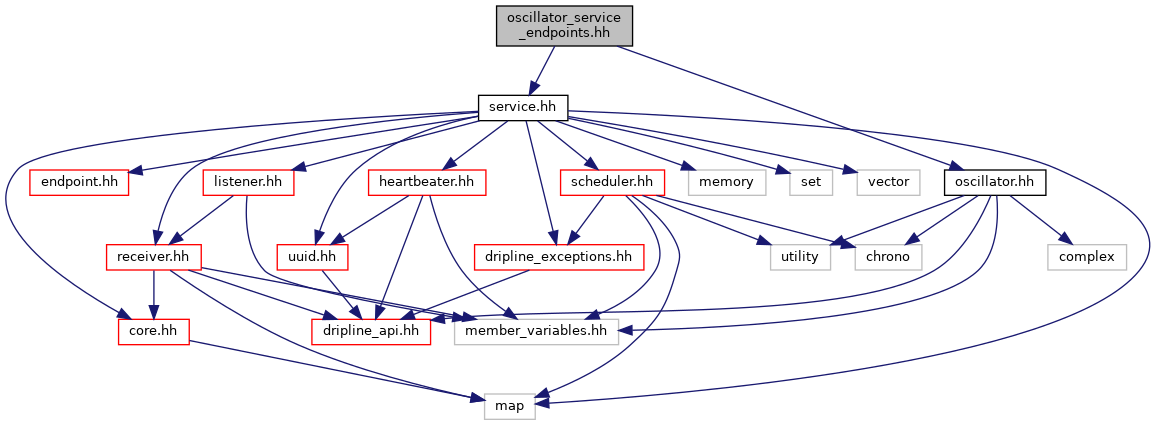 oscillator_service
_endpoints.hh
service.hh
endpoint.hh
listener.hh
heartbeater.hh
scheduler.hh
memory
set
vector
oscillator.hh
receiver.hh
uuid.hh
dripline_exceptions.hh
utility
chrono
complex
core.hh
dripline_api.hh
member_variables.hh
map